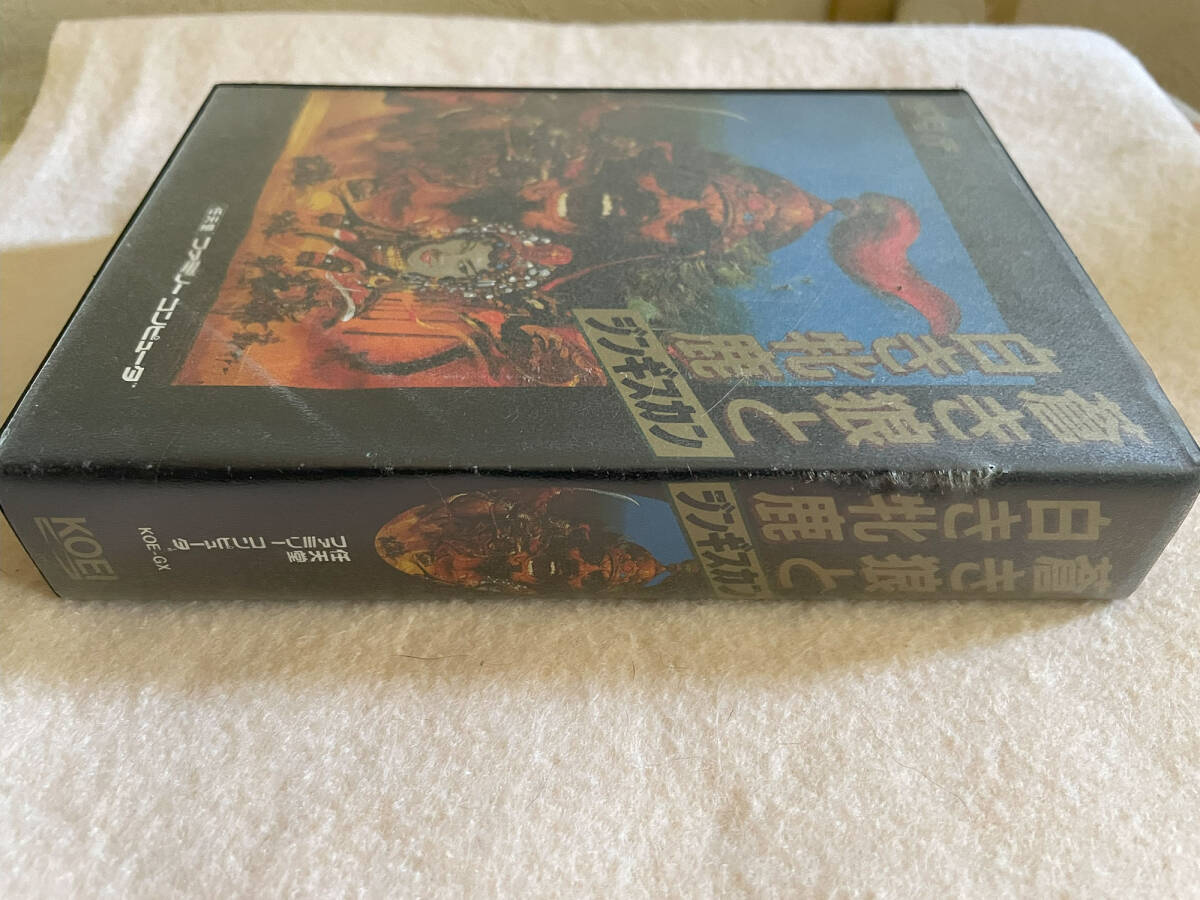 蒼き狼と
白き牝鹿
ジンギスカン
任天堂 ファミリーコンピュータ
蒼き狼と
白き牝鹿
ジンギスカン
任天堂
ファミリーコンピュータ
KOE-GX
KOEI